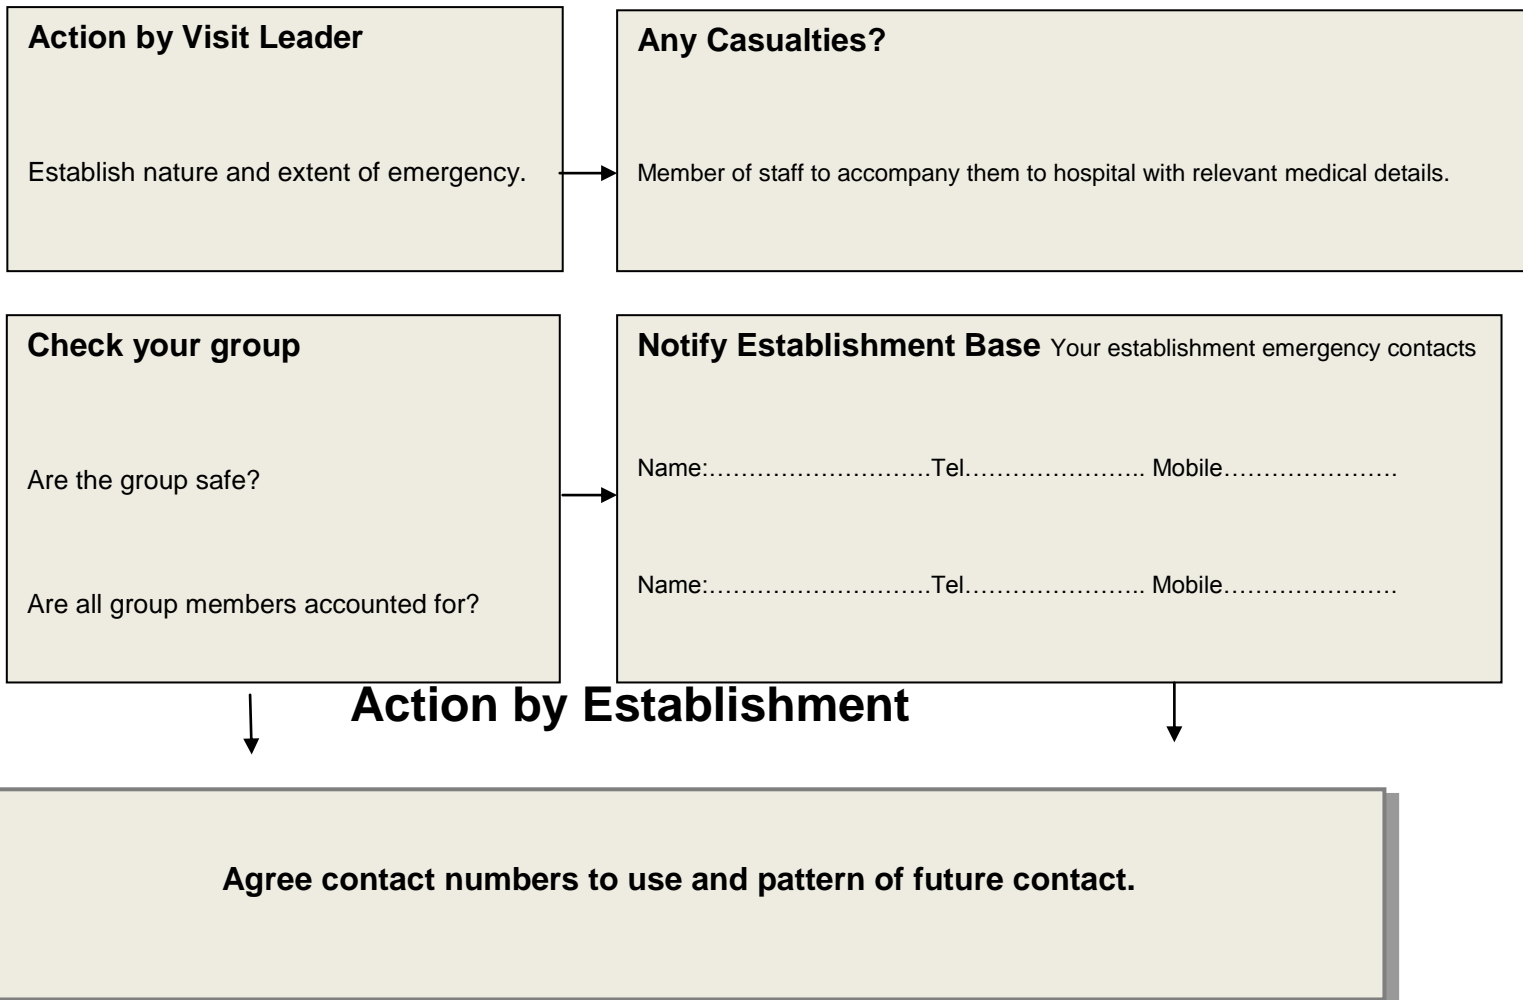 Action by Visit Leader
Establish nature and extent of emergency.
Any Casualties?
Member of staff to accompany them to hospital with relevant medical details.
Check your group
Are the group safe?
Are all group members accounted for?
Notify Establishment Base Your establishment emergency contacts
Name:……………………….Tel………………….. Mobile………………….
Name:……………………….Tel………………….. Mobile………………….
Action by Establishment
Agree contact numbers to use and pattern of future contact.